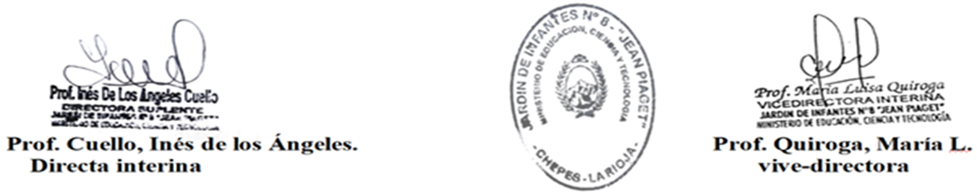 Prof. Inés De Los Angeles Cuello
DIRECTORA SUPLENTE
JARDIN DE INFANTES Nº 8 "JEAN PIAGET"
MINISTERIO DE EDUCACION, CIENCIA Y TECNOLOGIA
Prof. Cuello, Inés de los Ángeles.
Directa interina
JARDIN DE INFANTES Nº 8 - "JEAN PIAGET"
MINISTERIO DE EDUCACION, CIENCIA Y TECNOLOGIA
- CHEPES - LA RIOJA -
Prof. María Luisa Quiroga
VICEDIRECTORA INTERINA
JARDIN DE INFANTES Nº8 "JEAN PIAGET"
MINISTERIO DE EDUCACIÓN, CIENCIA Y TECNOLOGÍA
Prof. Quiroga, María L.
vive-directora